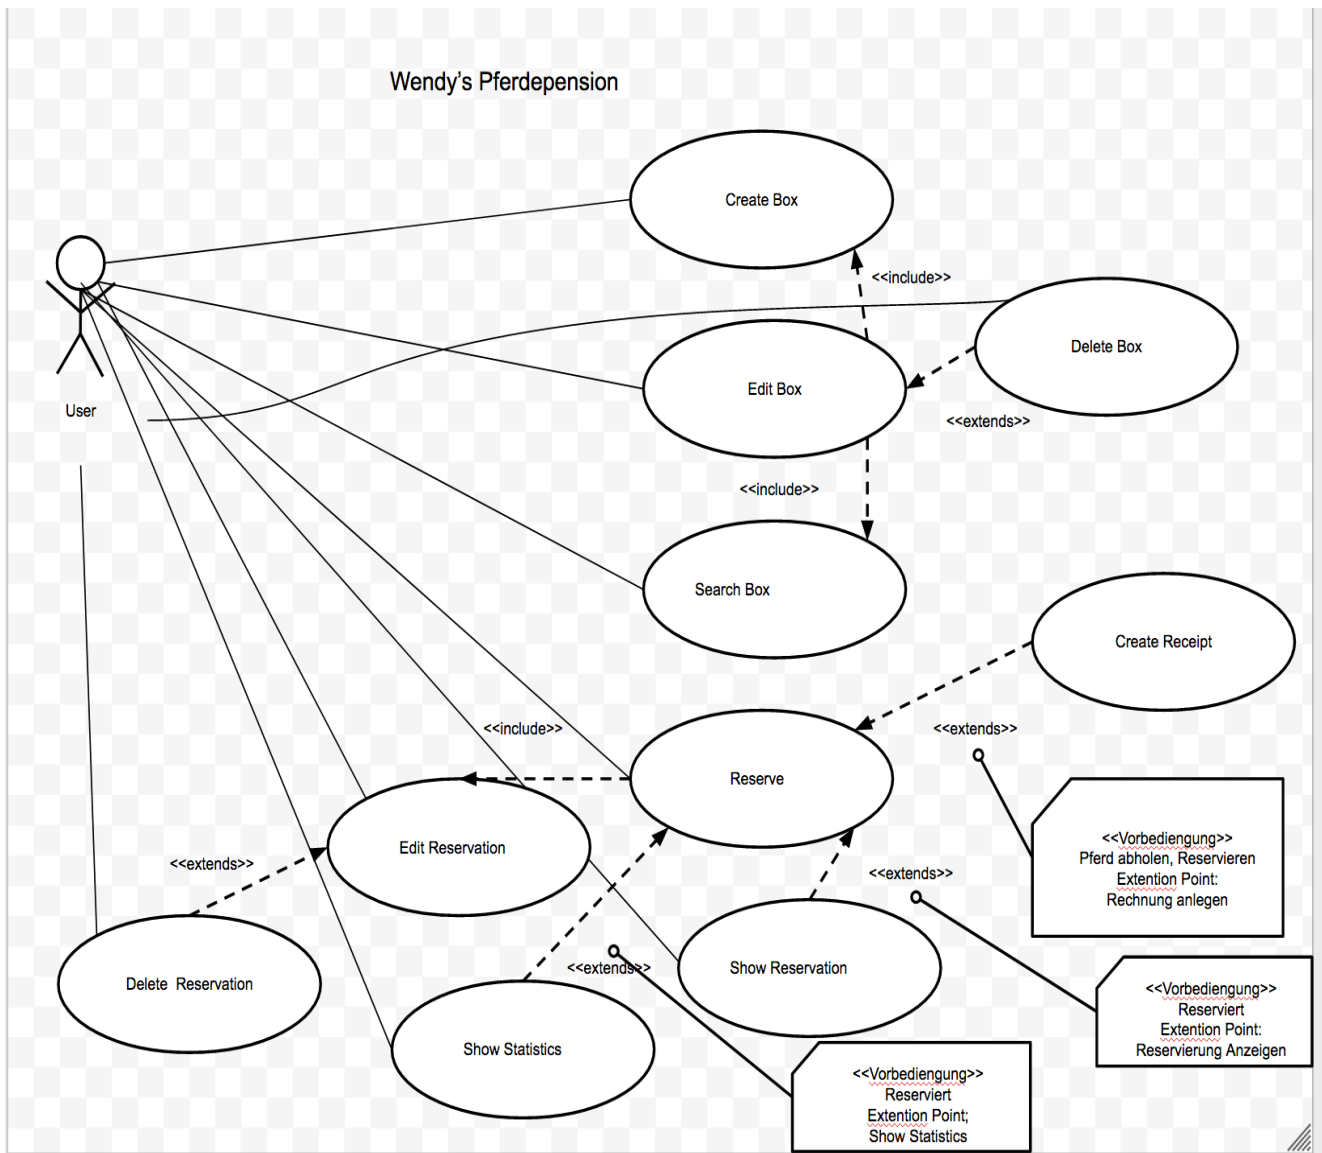 Wendy's Pferdepension
Create Box
<<include>>
Delete Box
Edit Box
User
<<extends>>
<<include>>
Search Box
Create Receipt
<<include>>
<<extends>>
Reserve
Edit Reservation
<<extends>>
<<Vorbediengung>>
Pferd abholen, Reservieren
Extention Point:
Rechnung anlegen
<<extends>>
Delete  Reservation
<<extends>>
Show Reservation
<<Vorbediengung>>
Reserviert
Extention Point:
Reservierung Anzeigen
Show Statistics
<<Vorbediengung>>
Reserviert
Extention Point;
Show Statistics